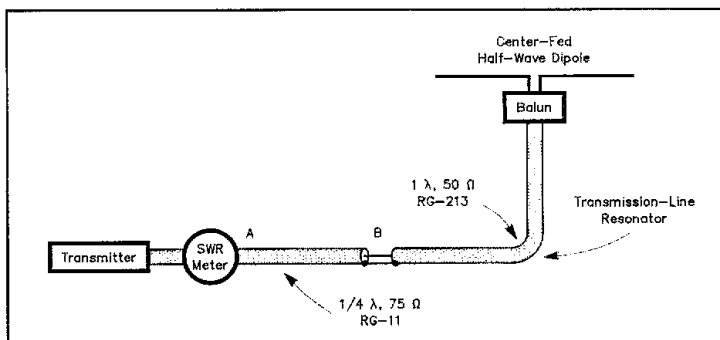 Center-Fed
Half-Wave Dipole
Balun
1 λ, 50 Ω
RG-213
Transmission-Line
Resonator
A
B
Transmitter
SWR
Meter
1/4 λ, 75 Ω
RG-11